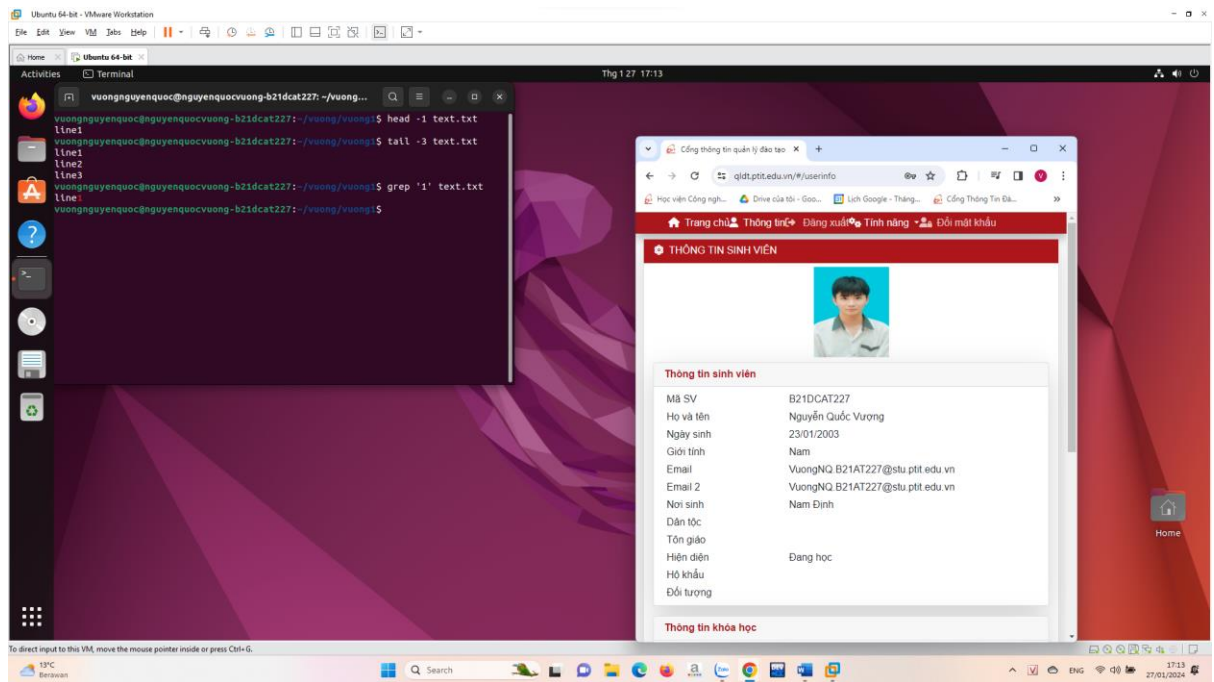 Ubuntu 64-bit - VMware Workstation
File Edit View VM Tabs Help
Home
Ubuntu 64-bit
Activities
Terminal
Thg 1 27 17:13
vuongnguyenquoc@nguyenquocvuong-b21dcat227: ~/vuong...
vuongnguyenquoc@nguyenquocvuong-b21dcat227:~/vuong/vuong1$ head -1 text.txt
line1
vuongnguyenquoc@nguyenquocvuong-b21dcat227:~/vuong/vuong1$ tail -3 text.txt
line1
line2
line3
vuongnguyenquoc@nguyenquocvuong-b21dcat227:~/vuong/vuong1$ grep '1' text.txt
line1
vuongnguyenquoc@nguyenquocvuong-b21dcat227:~/vuong/vuong1$
Cổng thông tin quản lý đào tạo
qldt.ptit.edu.vn/#/userinfo
V
Học viện Công ngh... Drive của tôi - Goo... Lịch Google - Tháng... Cổng Thông Tin Đà...
Trang chủ Thông tin Đăng xuất Tính năng Đổi mật khẩu
THÔNG TIN SINH VIÊN
Thông tin sinh viên
Mã SV B21DCAT227
Họ và tên Nguyễn Quốc Vượng
Ngày sinh 23/01/2003
Giới tính Nam
Email VuongNQ.B21AT227@stu.ptit.edu.vn
Email 2 VuongNQ.B21AT227@stu.ptit.edu.vn
Nơi sinh Nam Định
Dân tộc
Tôn giáo
Hiện diện Đang học
Hộ khẩu
Đối tượng
Thông tin khóa học
Home
To direct input to this VM, move the mouse pointer inside or press Ctrl+G.
13°C
Berawan
Search
ENG
17:13
27/01/2024